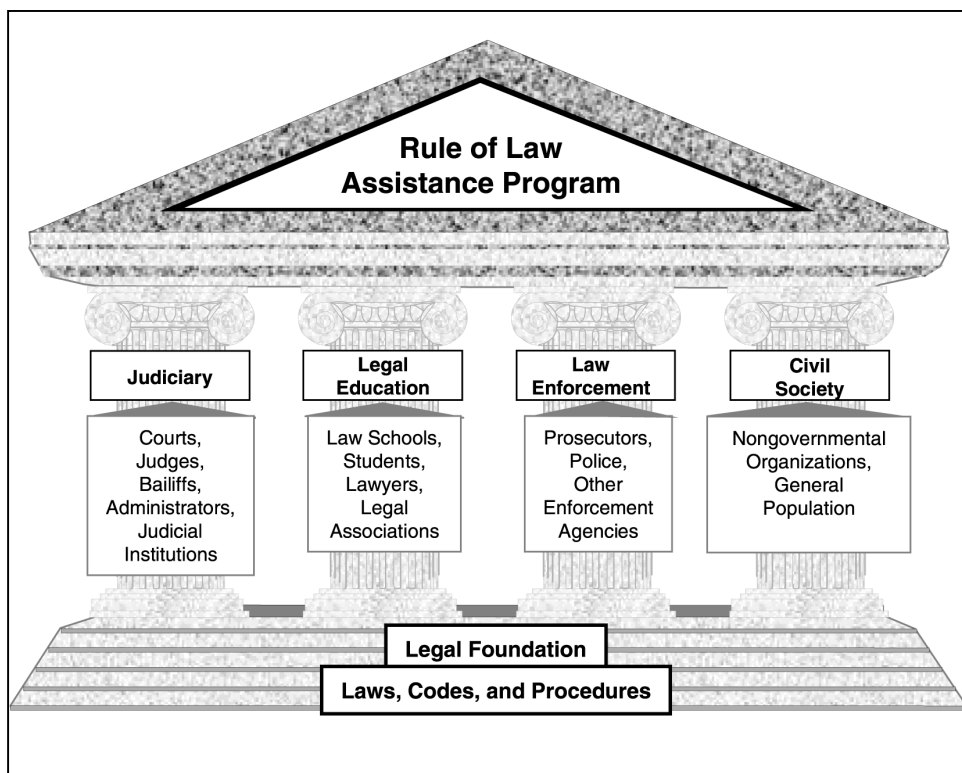 Rule of Law
Assistance Program
Judiciary
Legal
Education
Law
Enforcement
Civil
Society
Courts,
Judges,
Bailiffs,
Administrators,
Judicial
Institutions
Law Schools,
Students,
Lawyers,
Legal
Associations
Prosecutors,
Police,
Other
Enforcement
Agencies
Nongovernmental
Organizations,
General
Population
Legal Foundation
Laws, Codes, and Procedures